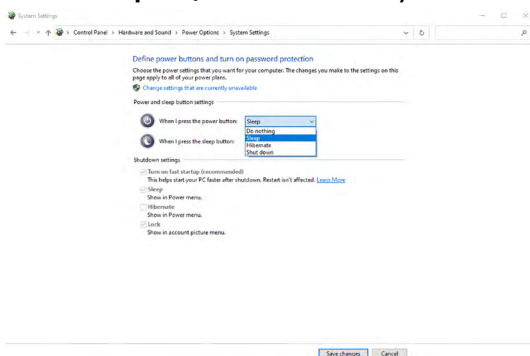 System Settings
Control Panel > Hardware and Sound > Power Options > System Settings
Define power buttons and turn on password protection
Choose the power settings that you want for your computer. The changes you make to the settings on this
page apply to all of your power plans.
Change settings that are currently unavailable
Power and sleep button settings
When I press the power button: Sleep
Do nothing
Sleep
When I press the sleep button:
Hibernate
Shut down
Shutdown settings
Turn on fast startup (recommended)
This helps start your PC faster after shutdown. Restart isn't affected. Learn More
Sleep
Show in Power menu.
Hibernate
Show in Power menu.
Lock
Show in account picture menu.
Save changes Cancel